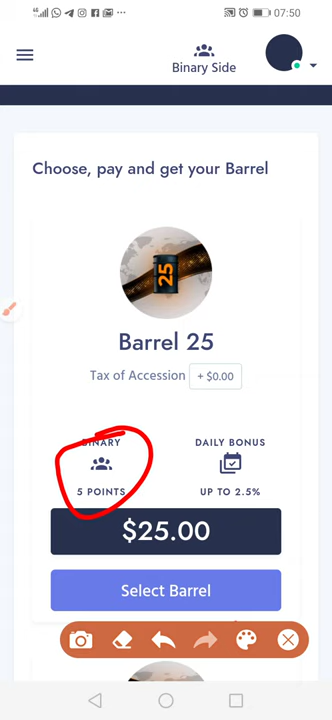 07:50
Binary Side
Choose, pay and get your Barrel
25
Barrel 25
Tax of Accession + $0.00
BINARY
DAILY BONUS
5 POINTS
UP TO 2.5%
$25.00
Select Barrel